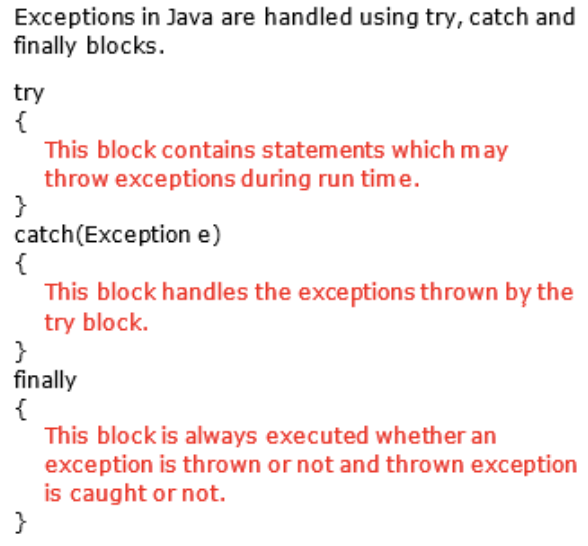 Exceptions in Java are handled using try, catch and
finally blocks.
try
{
This block contains statements which may
throw exceptions during run time.
}
catch(Exception e)
{
This block handles the exceptions thrown by the
try block.
}
finally
{
This block is always executed whether an
exception is thrown or not and thrown exception
is caught or not.
}